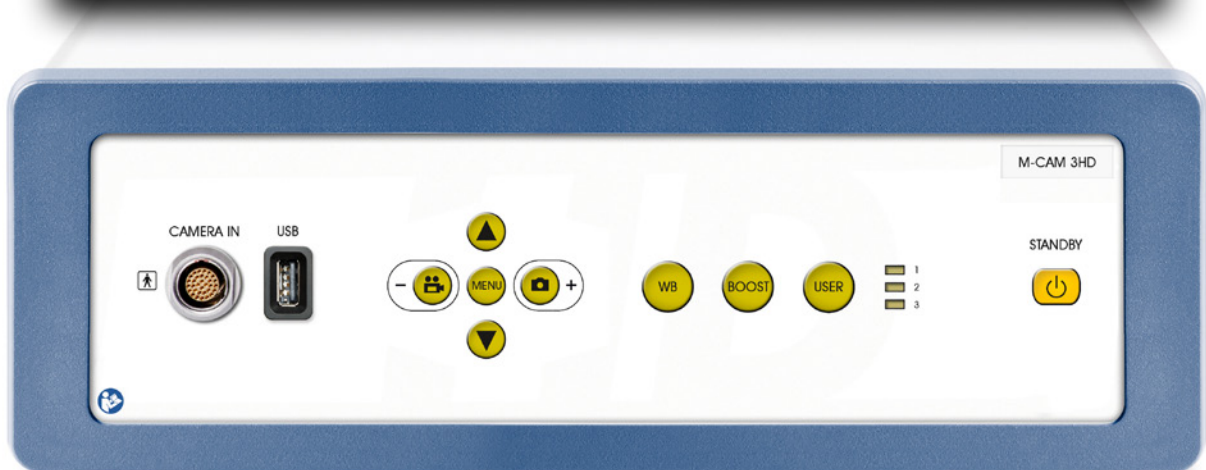 M-CAM 3HD
CAMERA IN
USB
STANDBY
- MENU +
WB
BOOST
USER
1
2
3